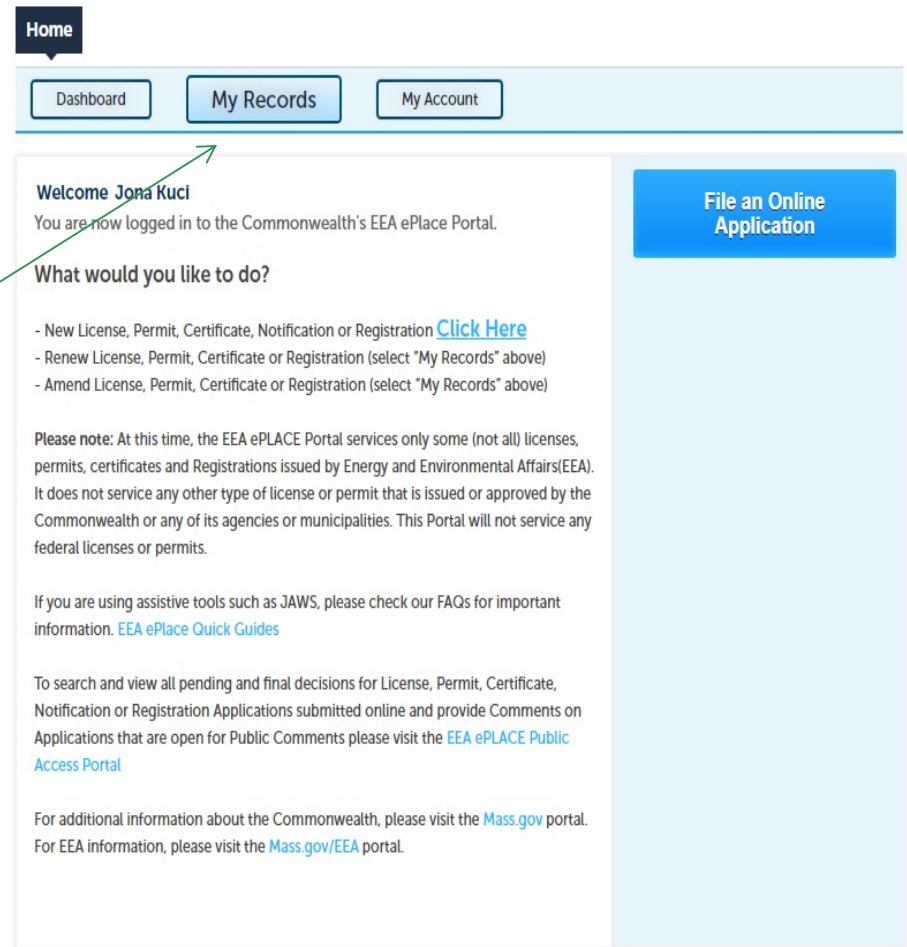 Home
Dashboard
My Records
My Account
Welcome Jona Kuci
You are now logged in to the Commonwealth's EEA ePlace Portal.
What would you like to do?
- New License, Permit, Certificate, Notification or Registration Click Here
- Renew License, Permit, Certificate or Registration (select "My Records" above)
- Amend License, Permit, Certificate or Registration (select "My Records" above)
Please note: At this time, the EEA ePLACE Portal services only some (not all) licenses,
permits, certificates and Registrations issued by Energy and Environmental Affairs(EEA).
It does not service any other type of license or permit that is issued or approved by the
Commonwealth or any of its agencies or municipalities. This Portal will not service any
federal licenses or permits.
If you are using assistive tools such as JAWS, please check our FAQs for important
information. EEA ePlace Quick Guides
To search and view all pending and final decisions for License, Permit, Certificate,
Notification or Registration Applications submitted online and provide Comments on
Applications that are open for Public Comments please visit the EEA ePLACE Public
Access Portal
For additional information about the Commonwealth, please visit the Mass.gov portal.
For EEA information, please visit the Mass.gov/EEA portal.
File an Online
Application